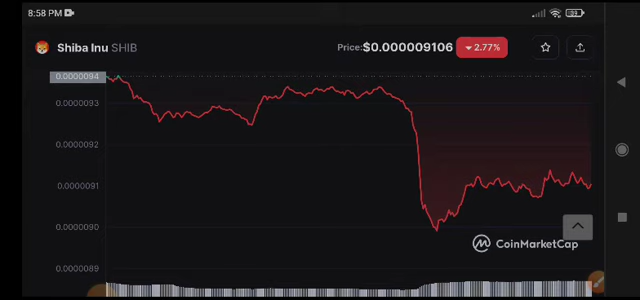 8:58 PM
Shiba Inu SHIB
Price: $0.000009106 2.77%
0.0000094
0.0000093
0.0000092
0.0000091
0.0000090
CoinMarketCap
0.0000089